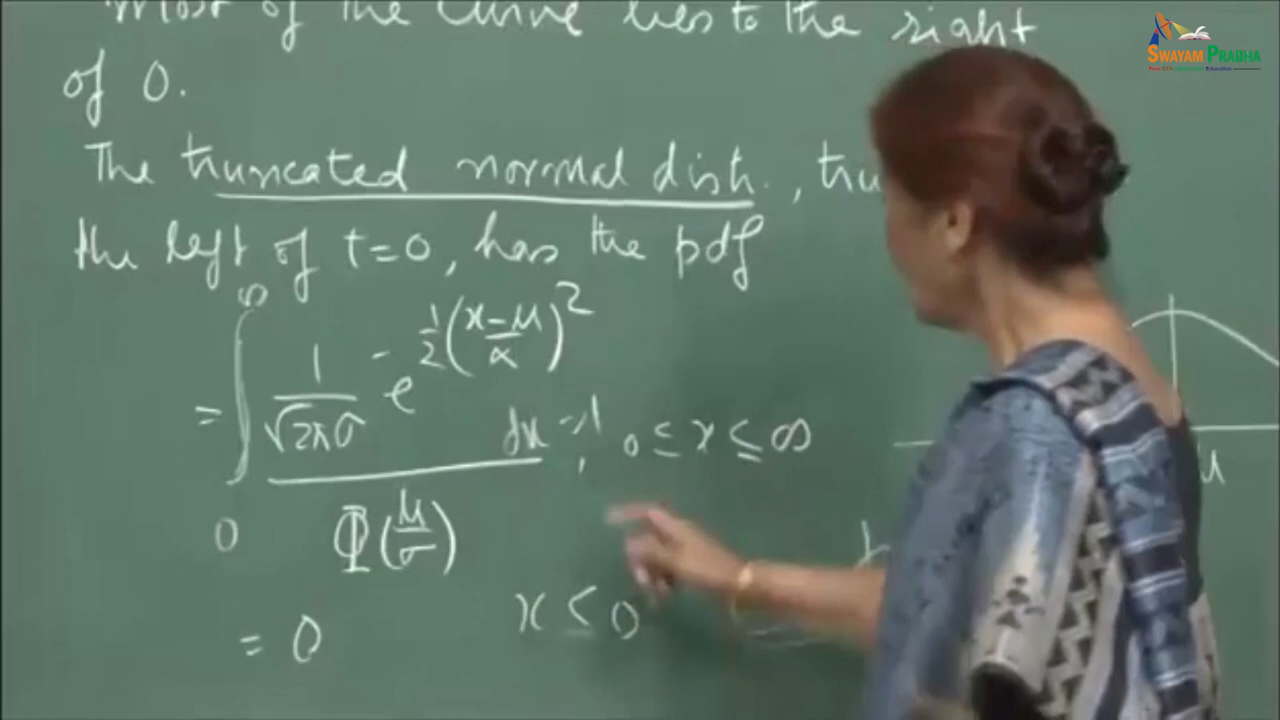 Most of the curve lies to the right
of 0.
The truncated normal distn., tru
the left of t=0, has the pdf
= ∫₀^∞ 1/(√2π σ) e^(-1/2((x-μ)/α)²) dx =1, 0 ≤ x ≤ ∞
Φ(μ/σ)
= 0 x ≤ 0
μ
SWAYAM PRABHA